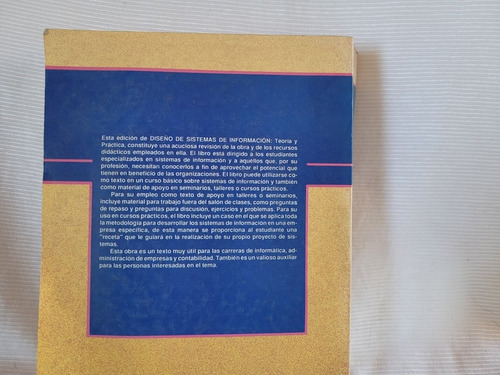 Esta edición de DISEÑO DE SISTEMAS DE INFORMACIÓN: Teoría y
Práctica, constituye una acuciosa revisión de la obra y de los recursos
didácticos empleados en ella. El libro está dirigido a los estudiantes
especializados en sistemas de información y a aquéllos que, por su
profesión, necesitan conocerlos a fin de aprovechar el potencial que
tienen en beneficio de las organizaciones. El libro puede utilizarse co-
mo texto en un curso básico sobre sistemas de información y también
como material de apoyo en seminarios, talleres o cursos prácticos.
Para su empleo como texto de apoyo en talleres o seminarios,
incluye material para trabajo fuera del salón de clases, como preguntas
de repaso y preguntas para discusión, ejercicios y problemas. Para su
uso en cursos prácticos, el libro incluye un caso en el que se aplica toda
la metodología para desarrollar los sistemas de información en una em-
presa específica, de esta manera se proporciona al estudiante una
"receta" que le guiará en la realización de su propio proyecto de sis-
temas.
Esta obra es un texto muy útil para las carreras de informática, ad-
ministración de empresas y contabilidad. También es un valioso auxiliar
para las personas interesadas en el tema.